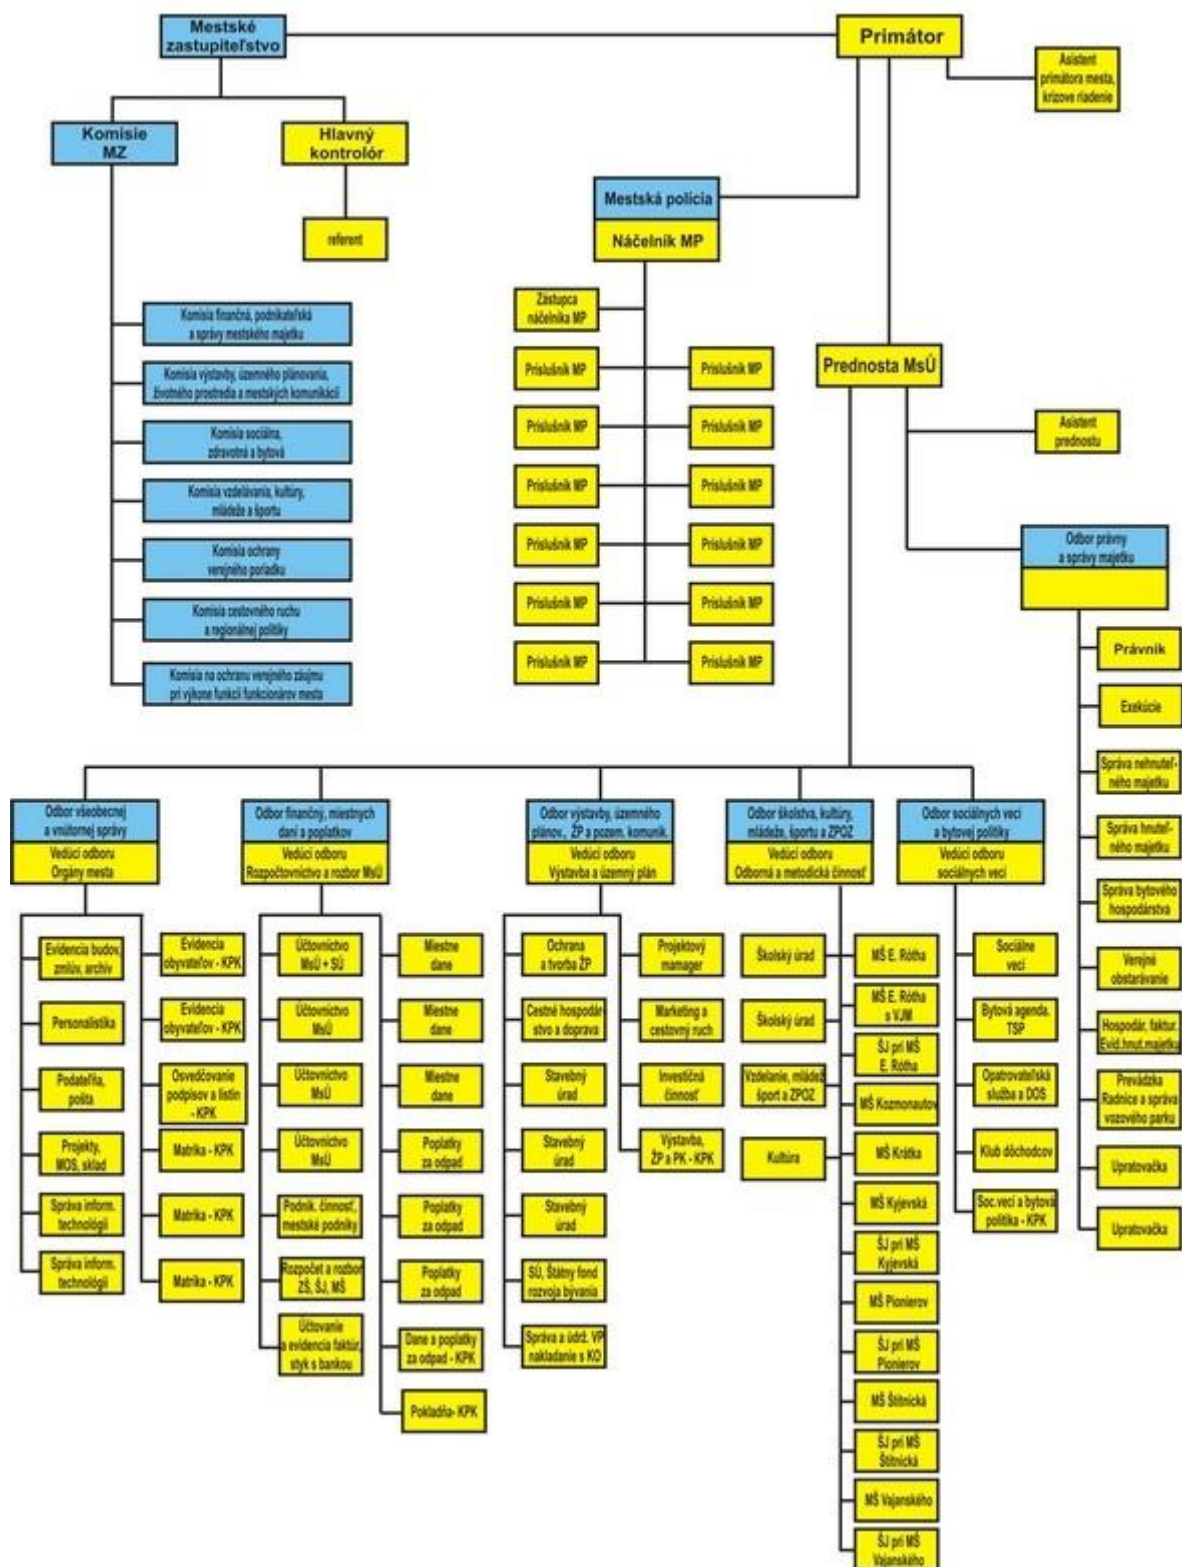 Mestské
zastupiteľstvo
Primátor
Asistent
primátora mesta,
krízove riadenie
Komisie
MZ
Hlavný
kontrolór
referent
Mestská polícia
Náčelník MP
Zástupca
náčelníka MP
Príslušník MP
Príslušník MP
Príslušník MP
Príslušník MP
Príslušník MP
Príslušník MP
Príslušník MP
Príslušník MP
Príslušník MP
Príslušník MP
Príslušník MP
Príslušník MP
Komisia finančná, podnikateľská
a správy mestského majetku
Komisia výstavby, územného plánovania,
životného prostredia a mestských komunikácií
Komisia sociálna,
zdravotná a bytová
Komisia vzdelávania, kultúry,
mládeže a športu
Komisia ochrany
verejného poriadku
Komisia cestovného ruchu
a regionálnej politiky
Komisia na ochranu verejného záujmu
pri výkone funkcií funkcionárov mesta
Prednosta MsÚ
Asistent
prednostu
Odbor právny
a správy majetku
Právnik
Exekúcie
Správa nehnuteľ-
ného majetku
Správa hnuteľ-
ného majetku
Správa bytového
hospodárstva
Verejné
obstarávanie
Hospodár, faktur.
Evid.hnut.majetku
Prevádzka
Radnice a správa
vozového parku
Upratovačka
Upratovačka
Odbor všeobecnej
a vnútornej správy
Vedúci odboru
Orgány mesta
Evidencia budov,
zmlúv, archív
Personalistika
Podateľňa,
pošta
Projekty,
MOS, sklad
Správa inform.
technológií
Správa inform.
technológií
Evidencia
obyvateľov - KPK
Evidencia
obyvateľov - KPK
Osvedčovanie
podpisov a listín
- KPK
Matrika - KPK
Matrika - KPK
Matrika - KPK
Odbor finančný, miestnych
daní a poplatkov
Vedúci odboru
Rozpočtovníctvo a rozbor MsÚ
Účtovníctvo
MsÚ + SÚ
Účtovníctvo
MsÚ
Účtovníctvo
MsÚ
Účtovníctvo
MsÚ
Podnik. činnosť,
mestské podniky
Rozpočet a rozbor
ZŠ, ŠJ, MŠ
Účtovanie
a evidencia faktúr,
styk s bankou
Miestne
dane
Miestne
dane
Miestne
dane
Poplatky
za odpad
Poplatky
za odpad
Poplatky
za odpad
Dane a poplatky
za odpad - KPK
Pokladňa- KPK
Odbor výstavby, územného
plánov., ŽP a pozem. komunik.
Vedúci odboru
Výstavba a územný plán
Ochrana
a tvorba ŽP
Cestné hospodár-
stvo a doprava
Stavebný
úrad
Stavebný
úrad
Stavebný
úrad
SÚ, Štátny fond
rozvoja bývania
Správa a údrž. VP
nakladanie s KO
Projektový
manager
Marketing a
cestovný ruch
Investičná
činnosť
Výstavba,
ŽP a PK - KPK
Odbor školstva, kultúry,
mládeže, športu a ZPOZ
Vedúci odboru
Odborná a metodická činnosť
Školský úrad
Školský úrad
Vzdelanie, mládež
šport a ZPOZ
Kultúra
MŠ E. Rótha
MŠ E. Rótha
s VJM
ŠJ pri MŠ
E. Rótha
MŠ Kozmonautov
MŠ Krátka
MŠ Kyjevská
ŠJ pri MŠ
Kyjevská
MŠ Pionierov
ŠJ pri MŠ
Pionierov
MŠ Štítnická
ŠJ pri MŠ
Štítnická
MŠ Vajanského
ŠJ pri MŠ
Vajanského
Odbor sociálnych vecí
a bytovej politiky
Vedúci odboru
sociálnych vecí
Sociálne
veci
Bytová agenda.
TSP
Opatrovateľská
služba a DOS
Klub dôchodcov
Soc.veci a bytová
politika - KPK